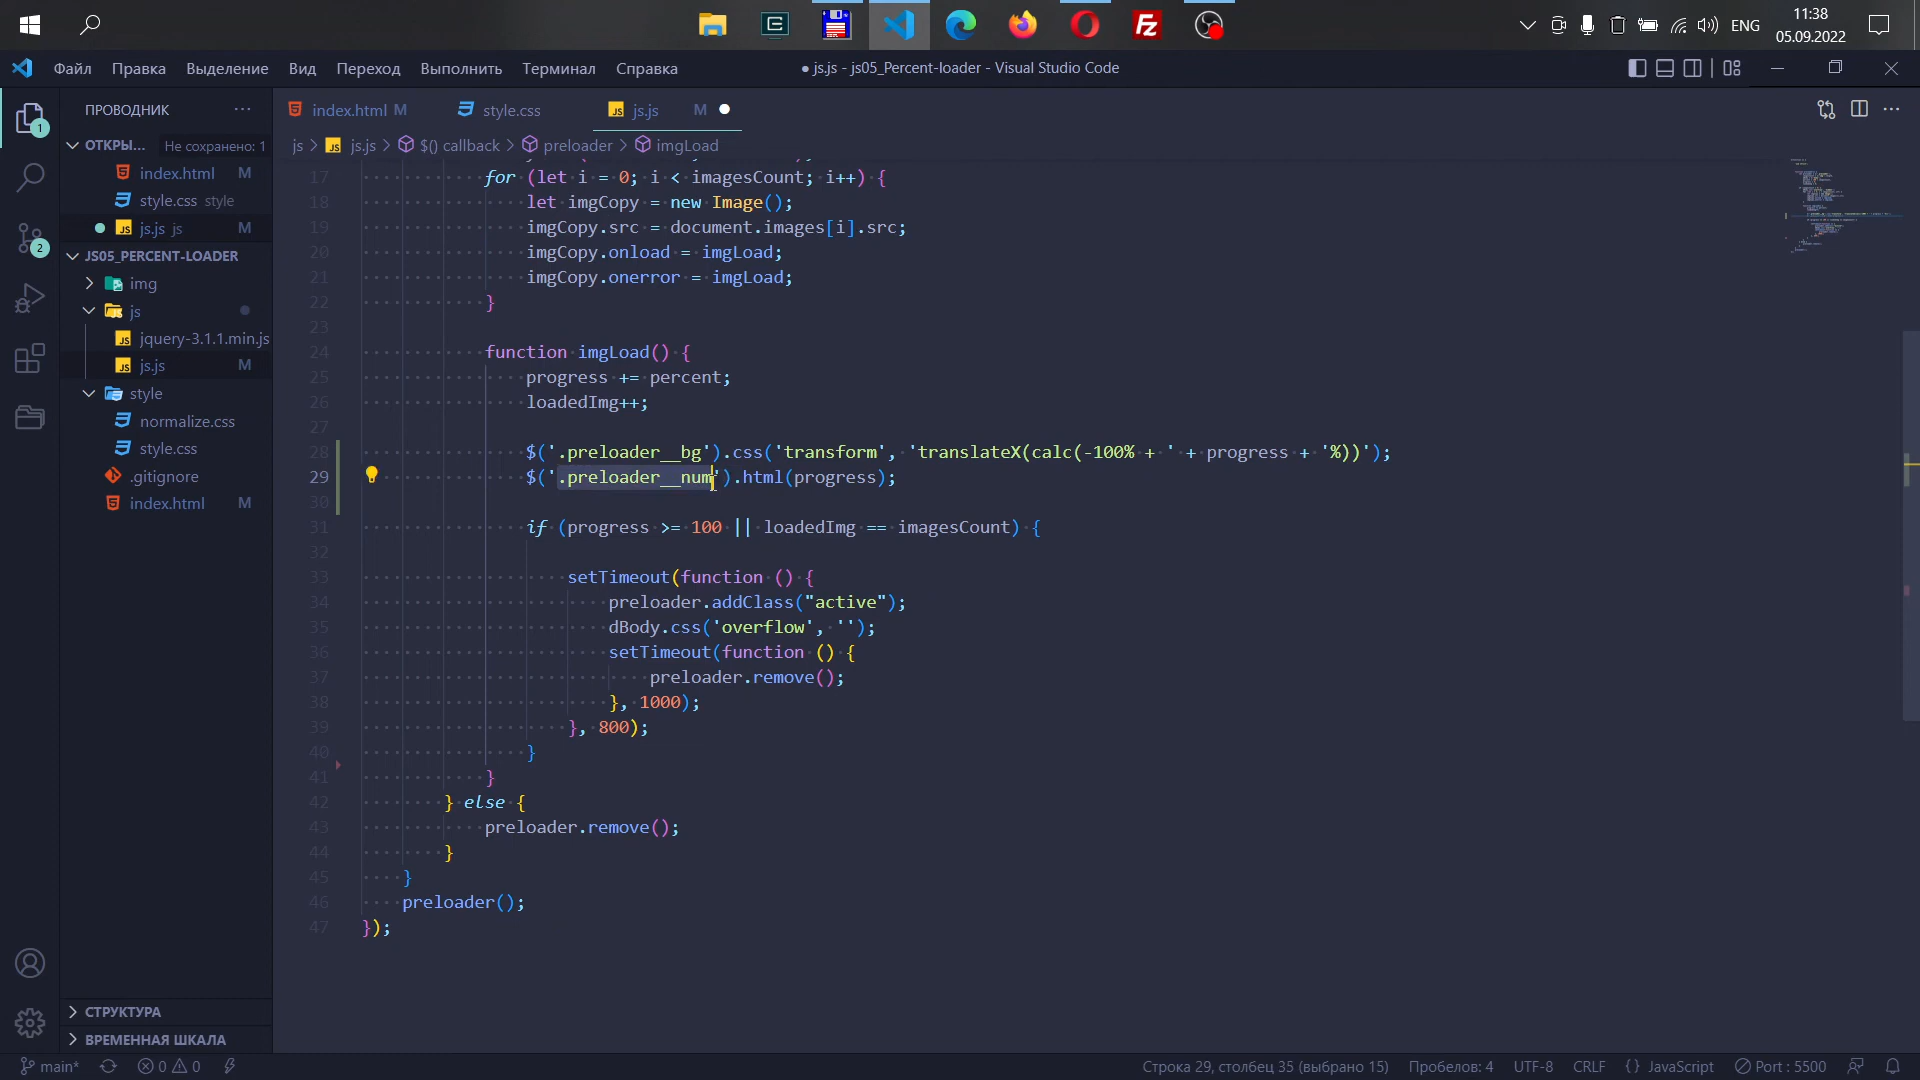 11:38
ENG
05.09.2022
Файл Правка Выделение Вид Переход Выполнить Терминал Справка
● js.js - js05_Percent-loader - Visual Studio Code
ПРОВОДНИК ···
index.html M
style.css
js.js M ●
ОТКРЫ... Не сохранено: 1
js > js.js > $() callback > preloader > imgLoad
index.html M
style.css style
js.js js M
JS05_PERCENT-LOADER
img
js
jquery-3.1.1.min.js
js.js M
style
normalize.css
style.css
.gitignore
index.html M
СТРУКТУРА
ВРЕМЕННАЯ ШКАЛА
1
2
17 for (let i = 0; i < imagesCount; i++) {
18 let imgCopy = new Image();
19 imgCopy.src = document.images[i].src;
20 imgCopy.onload = imgLoad;
21 imgCopy.onerror = imgLoad;
22 }
23
24 function imgLoad() {
25 progress += percent;
26 loadedImg++;
27
28 $('.preloader__bg').css('transform', 'translateX(calc(-100% + ' + progress + '%))');
29 $('.preloader__num').html(progress);
30
31 if (progress >= 100 || loadedImg == imagesCount) {
32
33 setTimeout(function () {
34 preloader.addClass("active");
35 dBody.css('overflow', '');
36 setTimeout(function () {
37 preloader.remove();
38 }, 1000);
39 }, 800);
40 }
41 }
42 } else {
43 preloader.remove();
44 }
45 }
46 preloader();
47 });
main* 0 0 Строка 29, столбец 35 (выбрано 15) Пробелов: 4 UTF-8 CRLF {} JavaScript Port : 5500